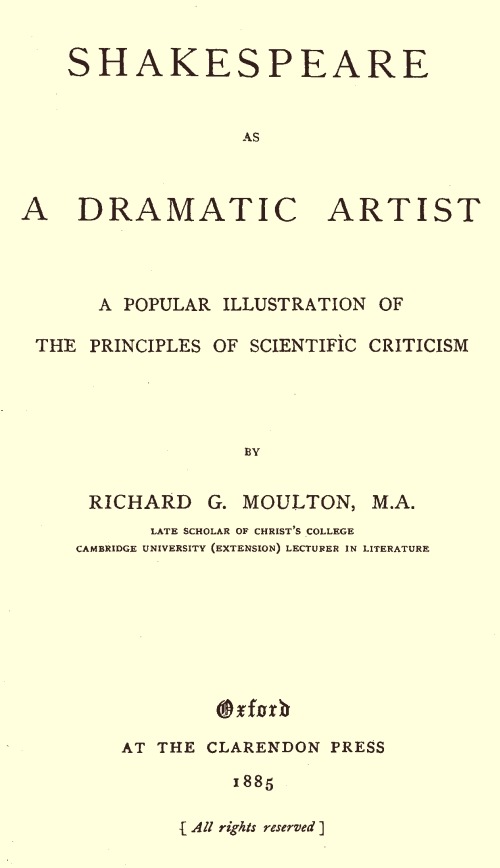 SHAKESPEARE
AS
A DRAMATIC ARTIST
A POPULAR ILLUSTRATION OF
THE PRINCIPLES OF SCIENTIFIC CRITICISM
BY
RICHARD G. MOULTON, M.A.
LATE SCHOLAR OF CHRIST'S COLLEGE
CAMBRIDGE UNIVERSITY (EXTENSION) LECTURER IN LITERATURE
Oxford
AT THE CLARENDON PRESS
1885
[ All rights reserved ]